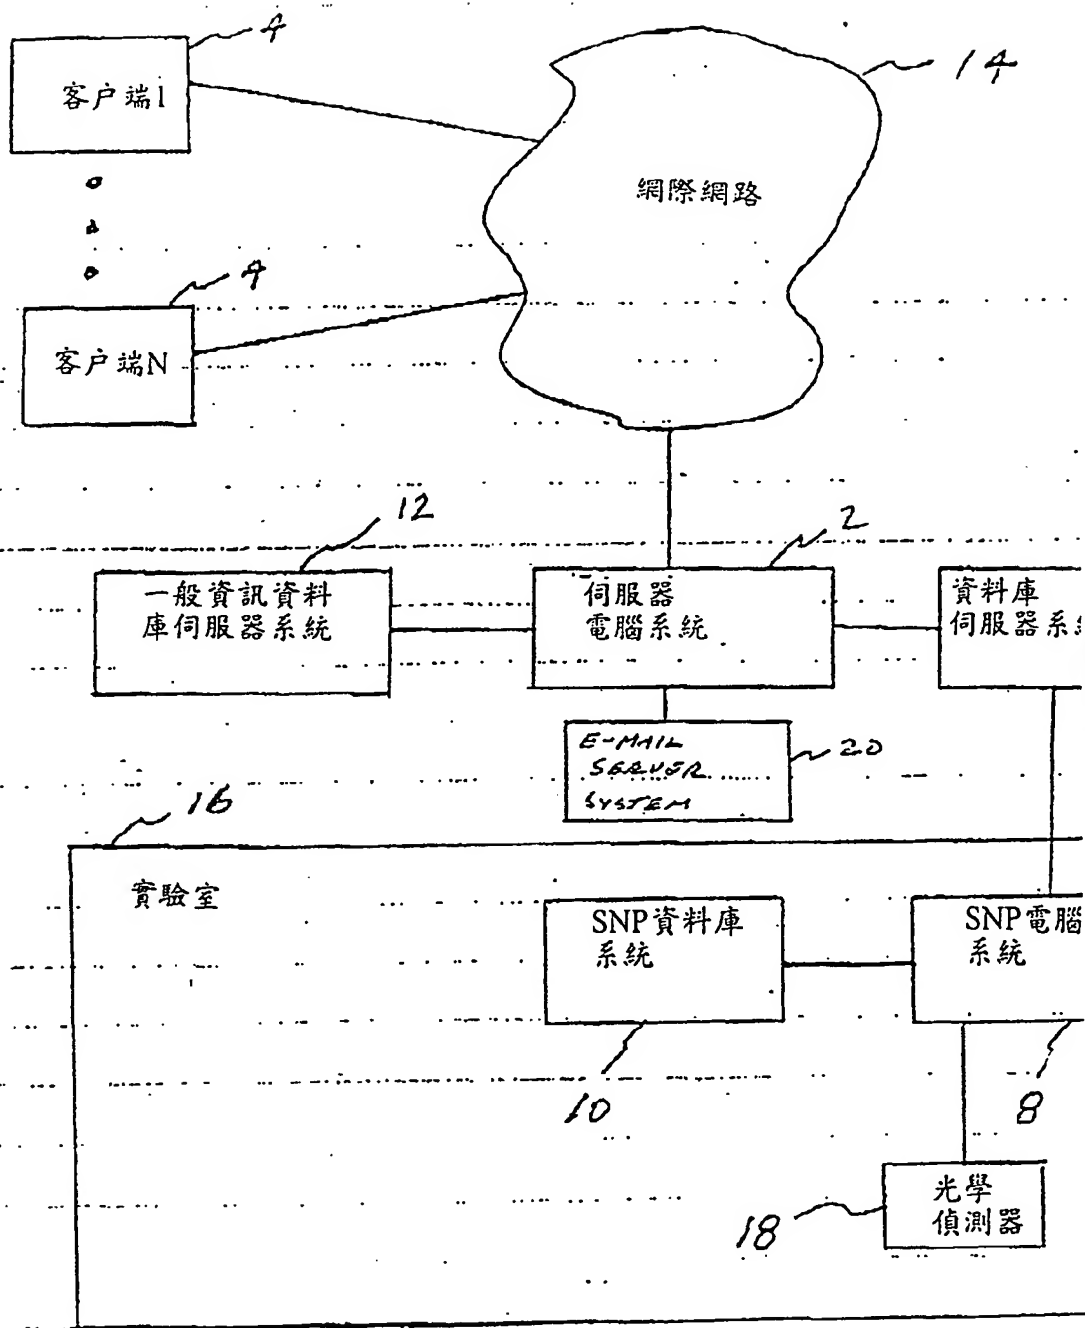 4
客户端1
14
網際網路
4
客户端N
12
2
一般資訊資料
庫伺服器系統
伺服器
電腦系統
資料庫
伺服器系
E-MAIL
SERVER
SYSTEM
20
16
實驗室
SNP資料庫
系統
SNP電腦
系統
10
8
光學
偵測器
18